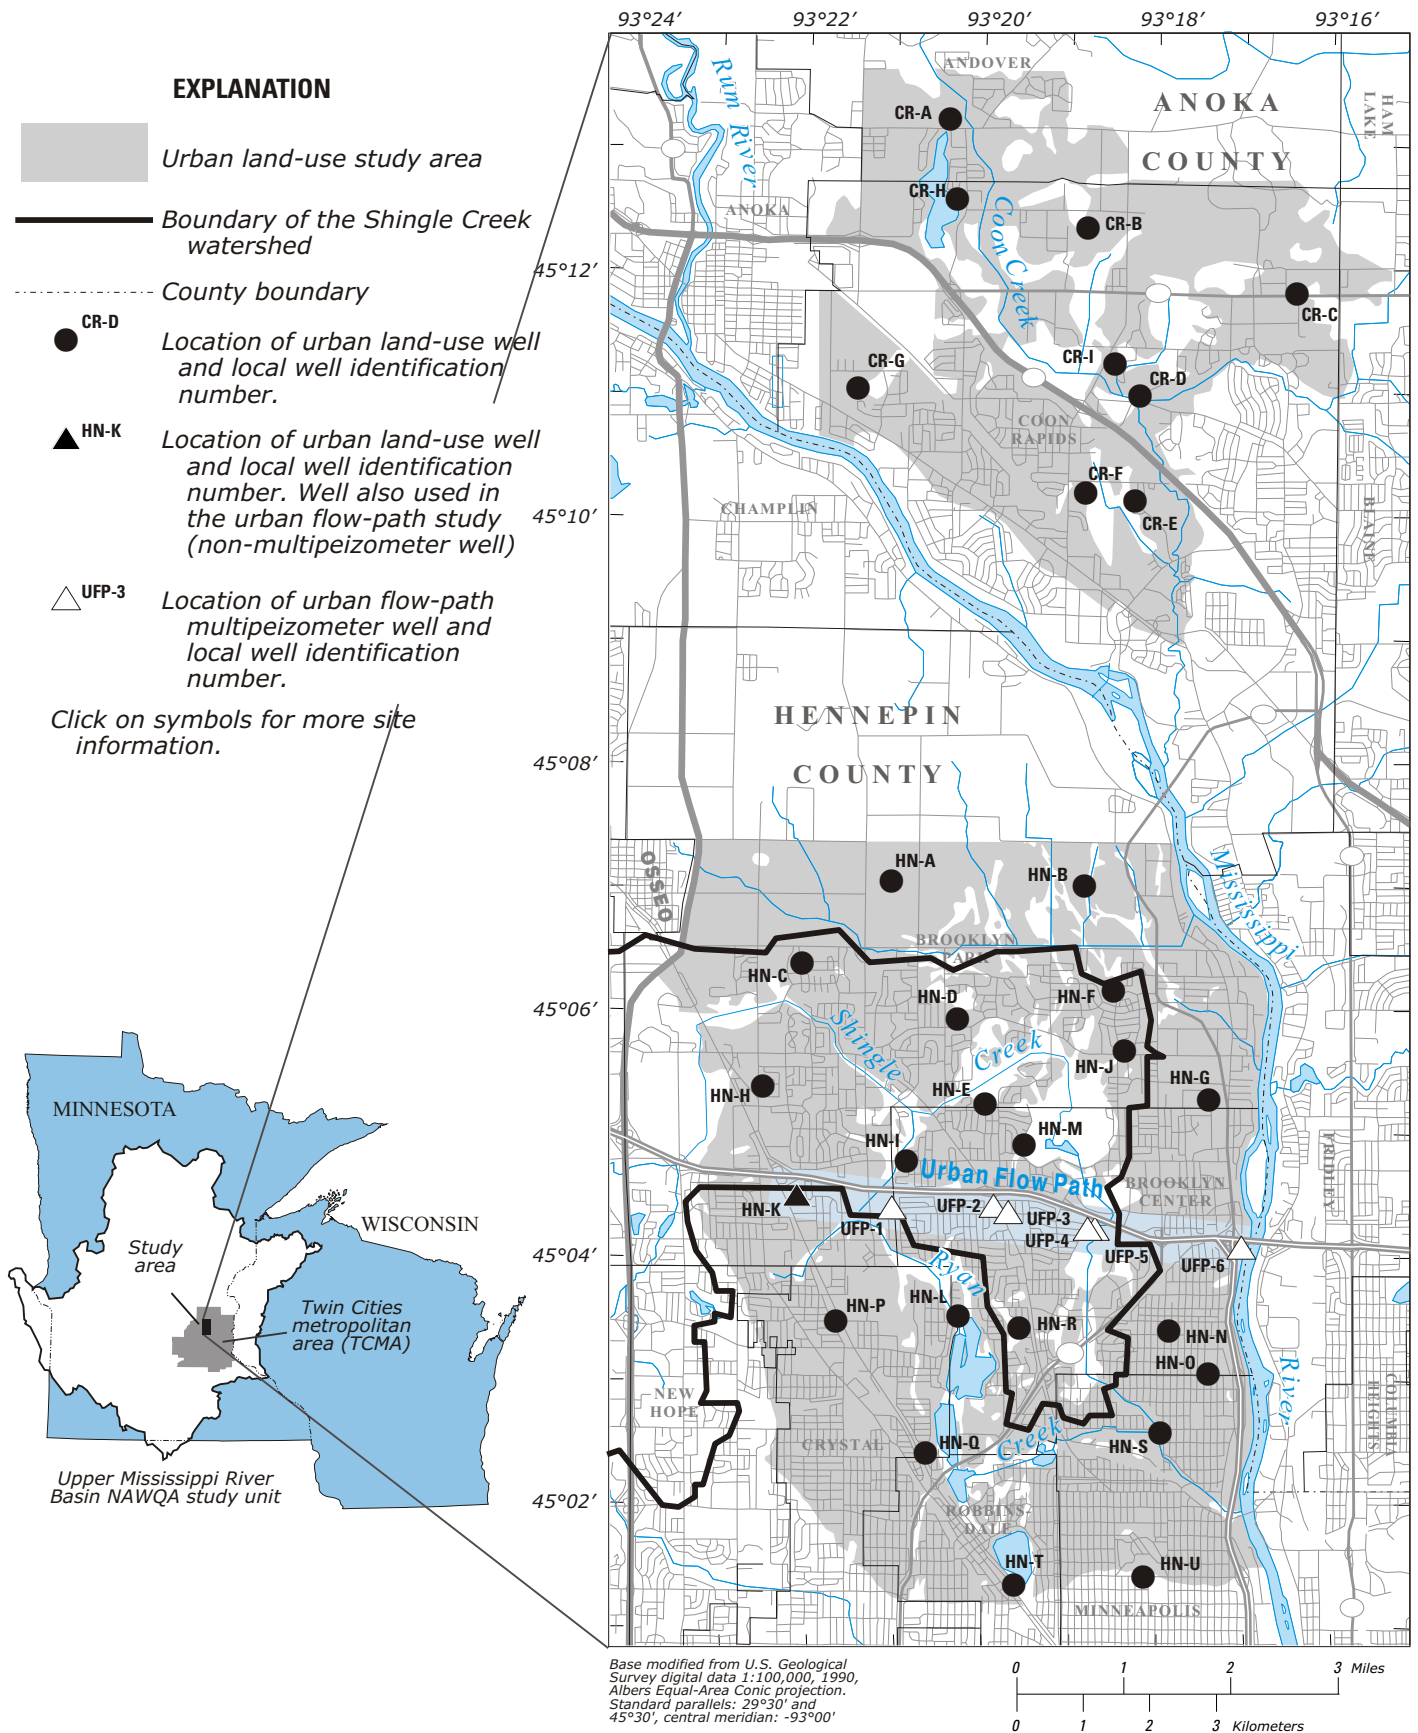 93°24′ 93°22′ 93°20′ 93°18′ 93°16′
EXPLANATION
Urban land-use study area
Boundary of the Shingle Creek
watershed
County boundary
CR-D
Location of urban land-use well
and local well identification
number.
HN-K
Location of urban land-use well
and local well identification
number. Well also used in
the urban flow-path study
(non-multipeizometer well)
UFP-3
Location of urban flow-path
multipeizometer well and
local well identification
number.
Click on symbols for more site
information.
45°12′
45°10′
45°08′
45°06′
45°04′
45°02′
Rum
River
ANDOVER
ANOKA
COUNTY
HAM
LAKE
CR-A
CR-H
ANOKA
Coon Creek
CR-B
CR-C
CR-I
CR-D
CR-G
COON
RAPIDS
CR-F
CR-E
CHAMPLIN
BLAINE
HENNEPIN
COUNTY
OSSEO
HN-A
HN-B
Mississippi
BROOKLYN
PARK
HN-C
HN-D
HN-F
Shingle
Creek
HN-J
HN-G
HN-H
HN-E
HN-M
HN-I
Urban Flow Path
BROOKLYN
CENTER
FRIDLEY
HN-K
UFP-1
UFP-2
UFP-3
UFP-4
UFP-5
UFP-6
Ryan
HN-P
HN-L
HN-R
HN-N
HN-O
River
NEW
HOPE
COLUMBIA
HEIGHTS
CRYSTAL
HN-Q
Creek
HN-S
ROBBINS-
DALE
HN-T
HN-U
MINNEAPOLIS
MINNESOTA
WISCONSIN
Study
area
Twin Cities
metropolitan
area (TCMA)
Upper Mississippi River
Basin NAWQA study unit
Base modified from U.S. Geological
Survey digital data 1:100,000, 1990,
Albers Equal-Area Conic projection.
Standard parallels: 29°30′ and
45°30′, central meridian: -93°00′
0 1 2 3 Miles
0 1 2 3 Kilometers